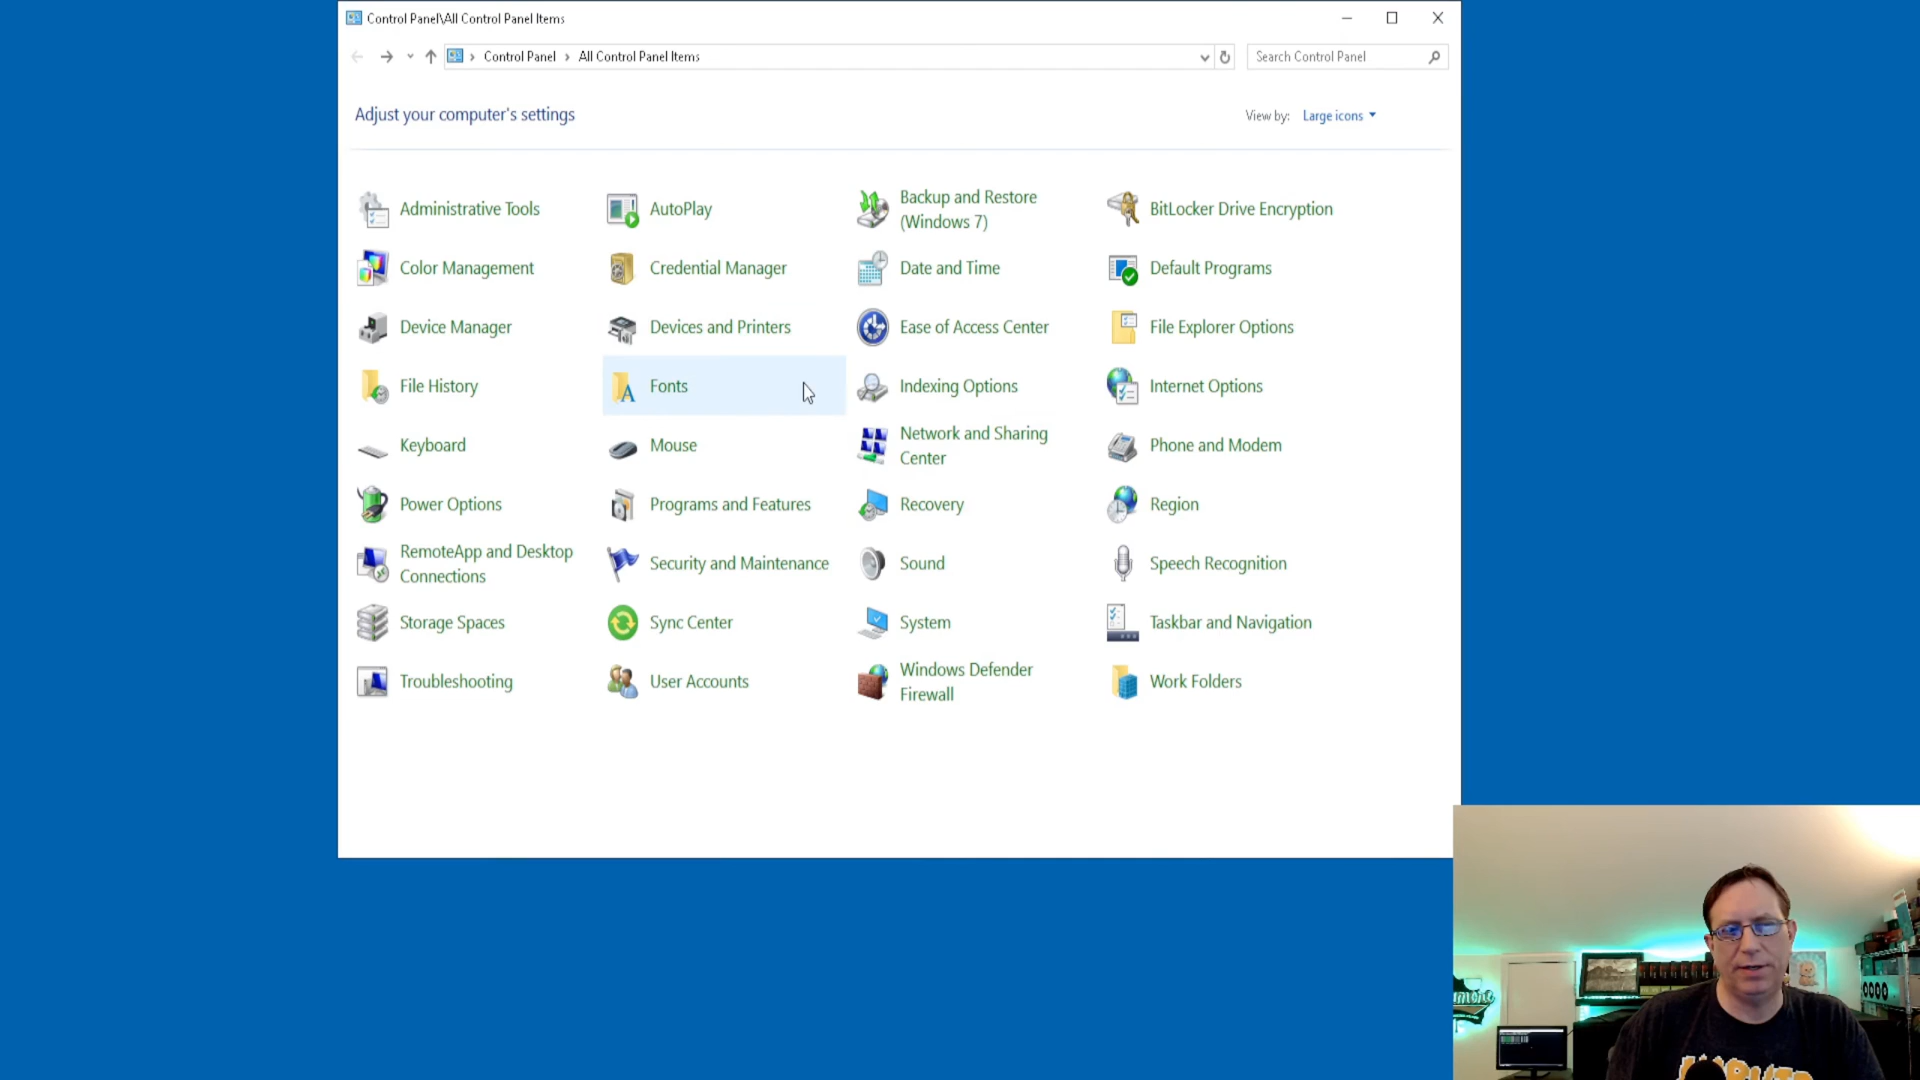 Control Panel\All Control Panel Items
Control Panel › All Control Panel Items
Search Control Panel
Adjust your computer's settings
View by: Large icons
Administrative Tools
AutoPlay
Backup and Restore
(Windows 7)
BitLocker Drive Encryption
Color Management
Credential Manager
Date and Time
Default Programs
Device Manager
Devices and Printers
Ease of Access Center
File Explorer Options
File History
Fonts
Indexing Options
Internet Options
Keyboard
Mouse
Network and Sharing
Center
Phone and Modem
Power Options
Programs and Features
Recovery
Region
RemoteApp and Desktop
Connections
Security and Maintenance
Sound
Speech Recognition
Storage Spaces
Sync Center
System
Taskbar and Navigation
Troubleshooting
User Accounts
Windows Defender
Firewall
Work Folders